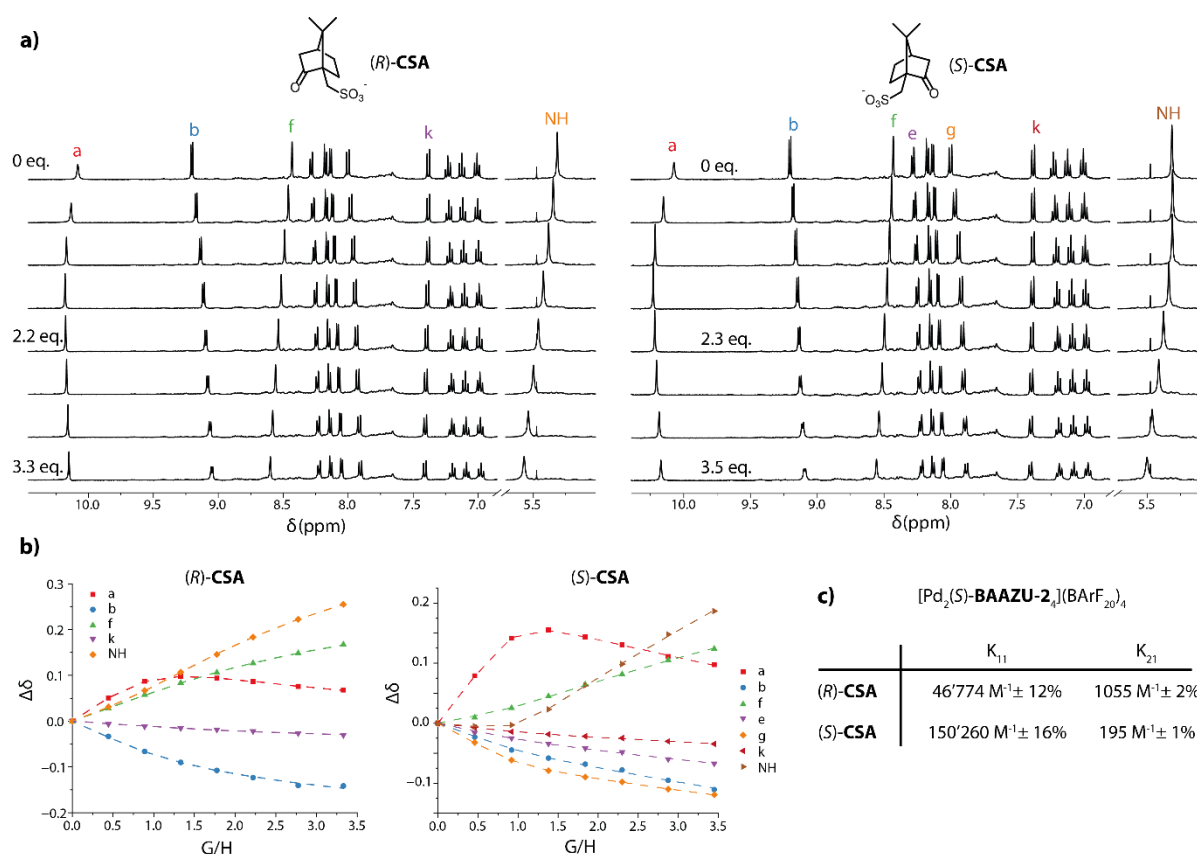 a)
(R)-CSA
O
SO3-
(S)-CSA
-O3S
O
a
b
f
k
NH
0 eq.
2.2 eq.
3.3 eq.
10.0
9.5
9.0
8.5
8.0
7.5
7.0
5.5
δ(ppm)
a
b
f
e
g
k
NH
0 eq.
2.3 eq.
3.5 eq.
10.0
9.5
9.0
8.5
8.0
7.5
7.0
5.5
δ(ppm)
b)
(R)-CSA
0.3
0.2
0.1
0.0
−0.1
−0.2
Δδ
a
b
f
k
NH
0.0
0.5
1.0
1.5
2.0
2.5
3.0
3.5
G/H
(S)-CSA
0.2
0.1
0.0
−0.1
Δδ
a
b
f
e
g
k
NH
0.0
0.5
1.0
1.5
2.0
2.5
3.0
3.5
G/H
c)
[Pd2(S)-BAAZU-24](BArF20)4
K11 K21
(R)-CSA 46'774 M-1± 12% 1055 M-1± 2%
(S)-CSA 150'260 M-1± 16% 195 M-1± 1%